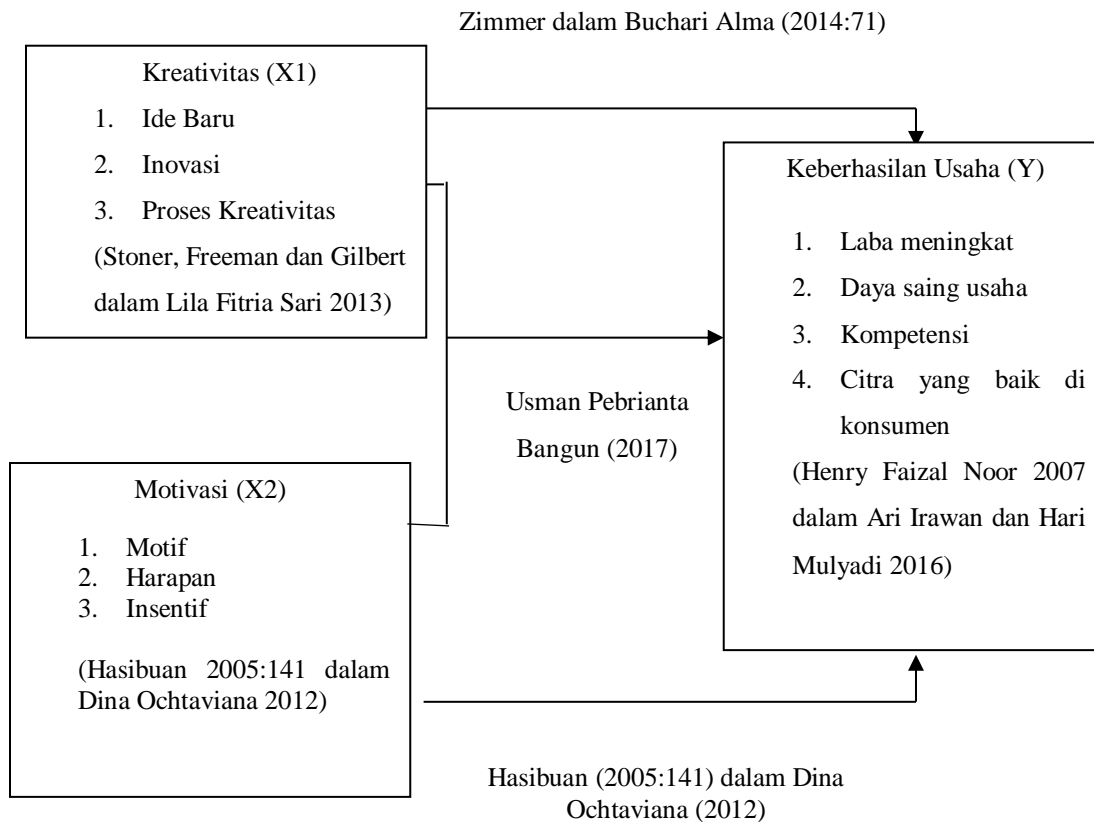 Zimmer dalam Buchari Alma (2014:71)
Kreativitas (X1)
1. Ide Baru
2. Inovasi
3. Proses Kreativitas
(Stoner, Freeman dan Gilbert
dalam Lila Fitria Sari 2013)
Keberhasilan Usaha (Y)
1. Laba meningkat
2. Daya saing usaha
3. Kompetensi
4. Citra yang baik di
konsumen
(Henry Faizal Noor 2007
dalam Ari Irawan dan Hari
Mulyadi 2016)
Usman Pebrianta
Bangun (2017)
Motivasi (X2)
1. Motif
2. Harapan
3. Insentif
(Hasibuan 2005:141 dalam
Dina Ochtaviana 2012)
Hasibuan (2005:141) dalam Dina
Ochtaviana (2012)